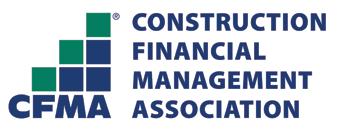 ®
CFMA
CONSTRUCTION
FINANCIAL
MANAGEMENT
ASSOCIATION